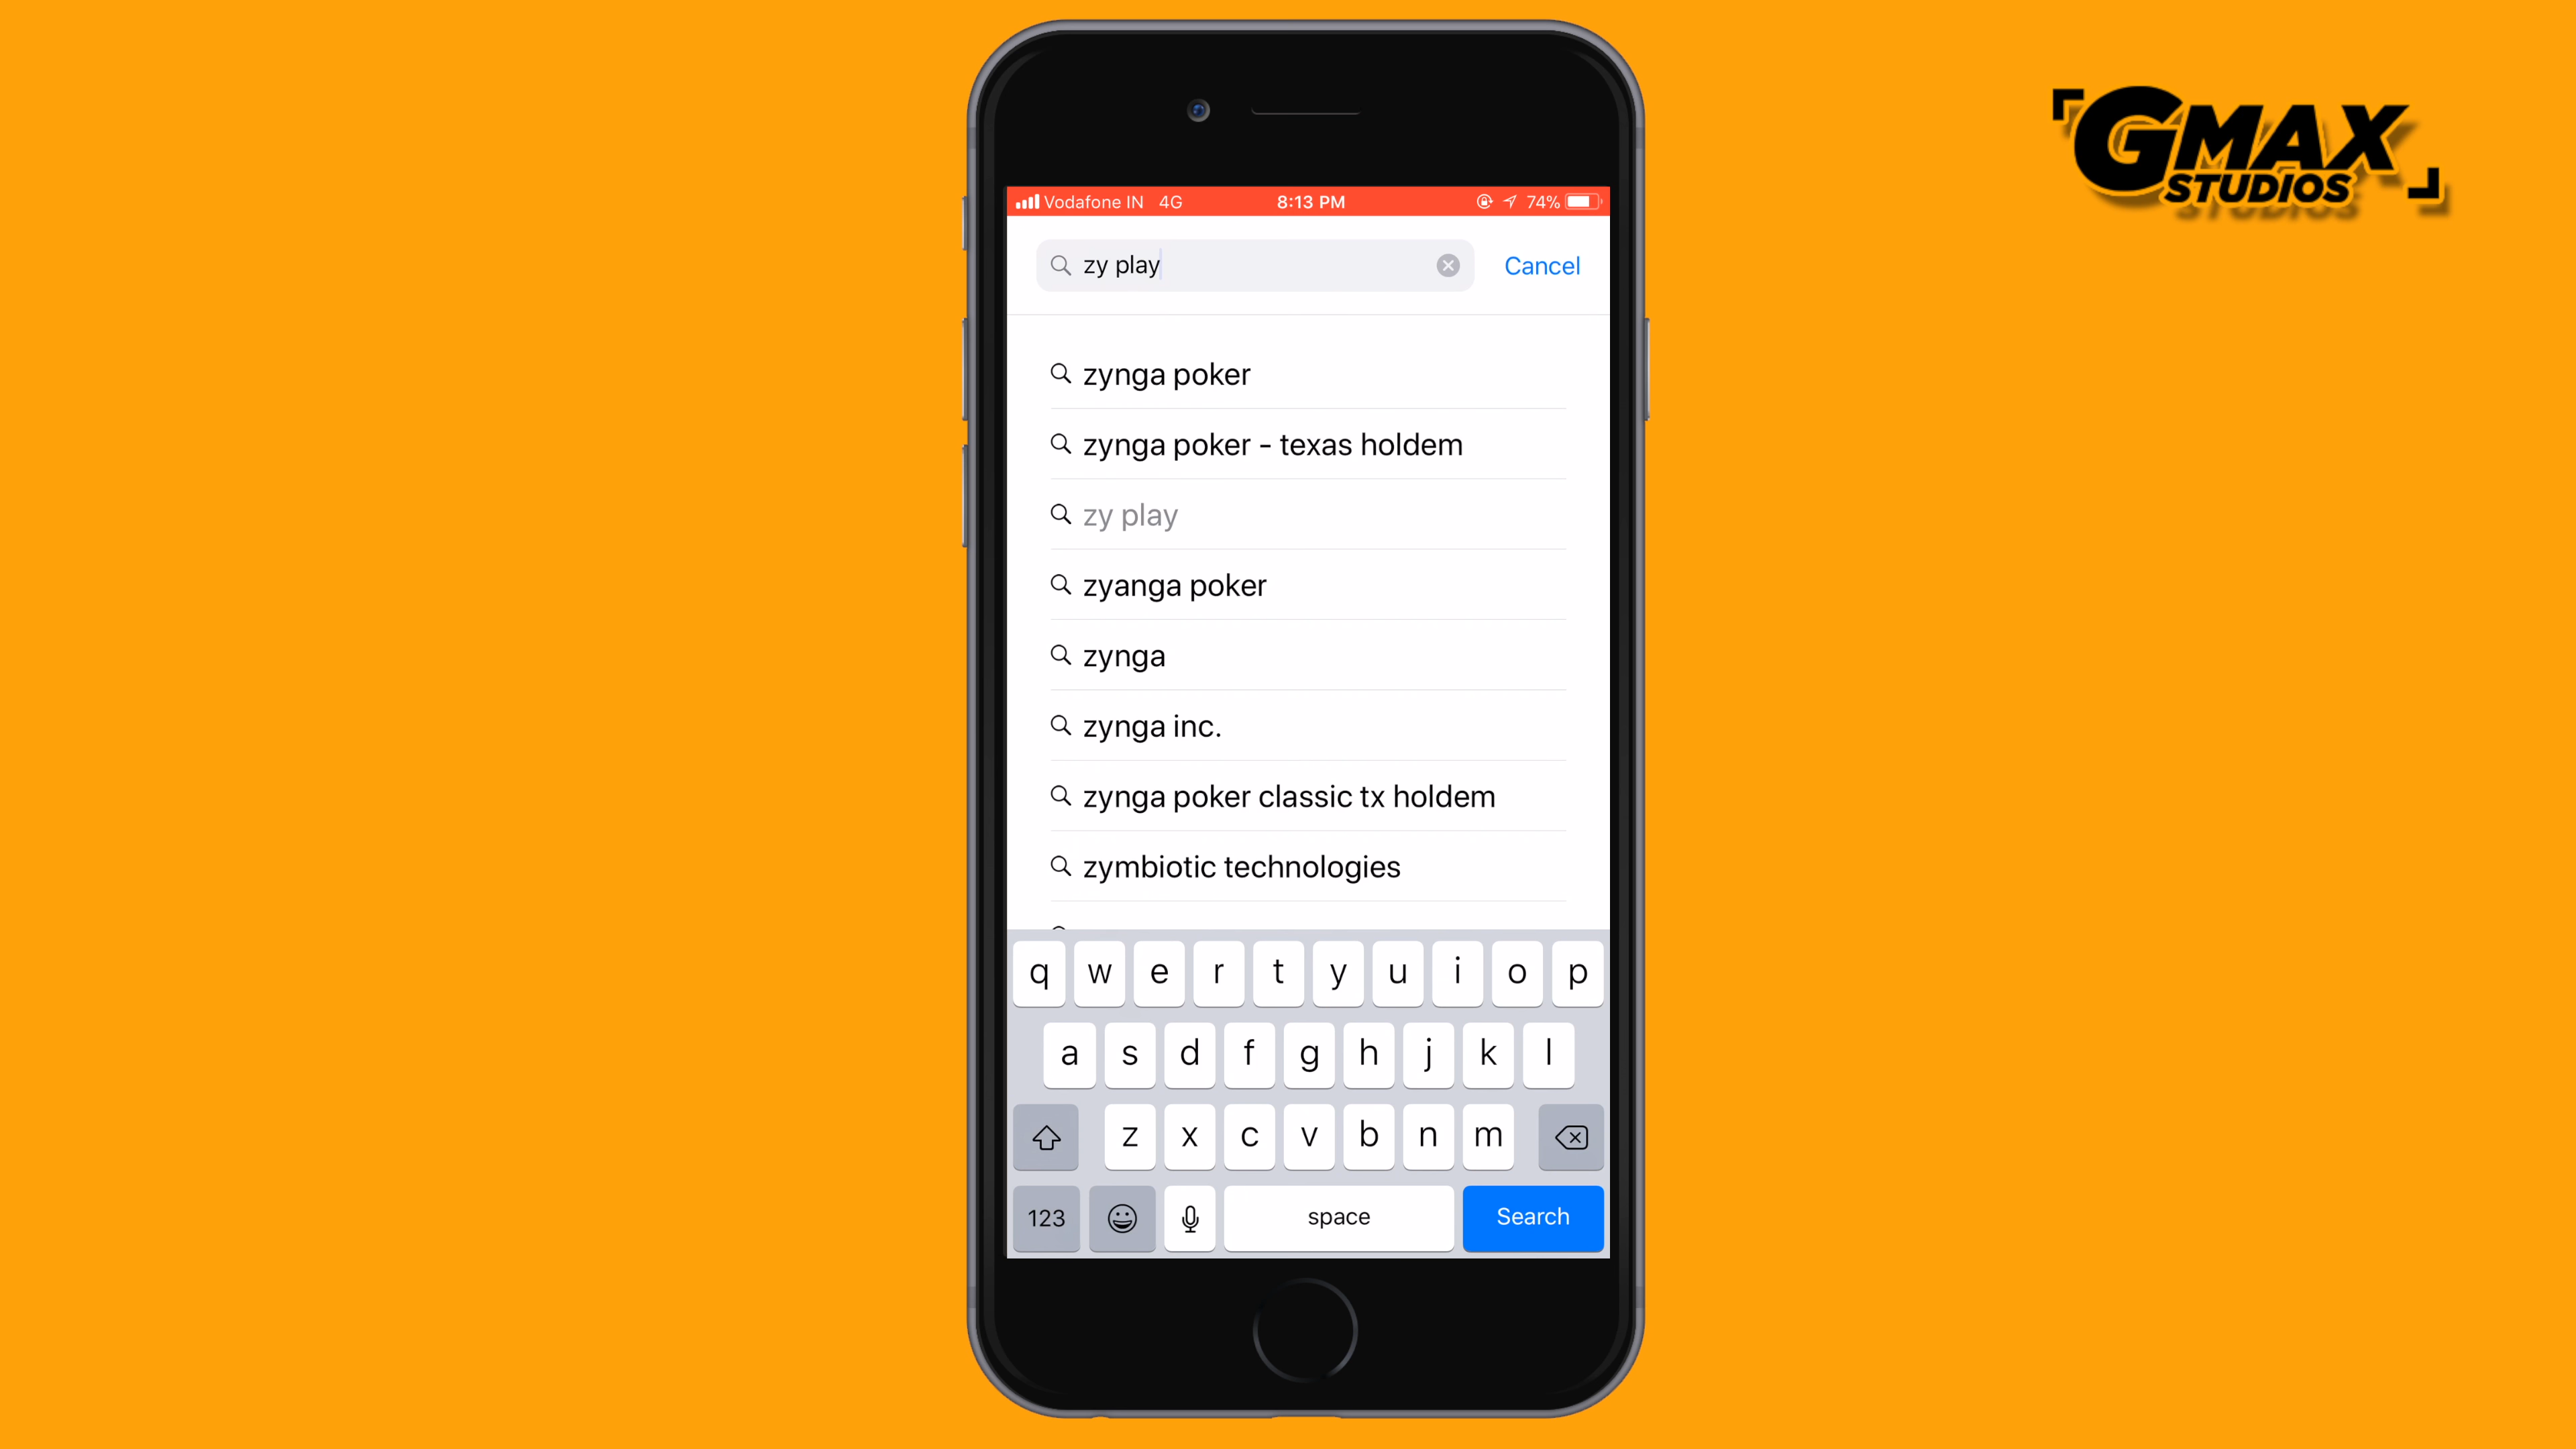 GMAX
STUDIOS
Vodafone IN 4G 8:13 PM 74%
zy play Cancel
zynga poker
zynga poker - texas holdem
zy play
zyanga poker
zynga
zynga inc.
zynga poker classic tx holdem
zymbiotic technologies
q w e r t y u i o p
a s d f g h j k l
z x c v b n m
123 space Search